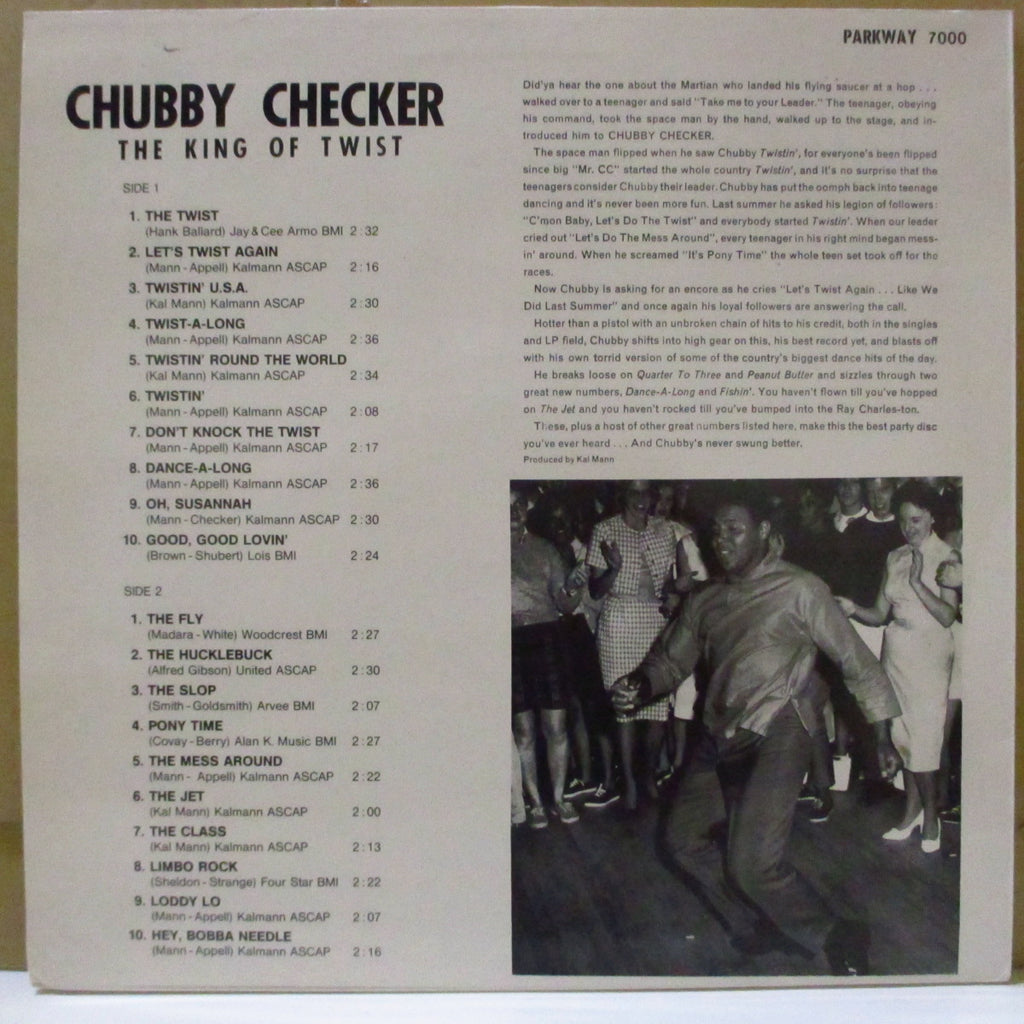 PARKWAY 7000
CHUBBY CHECKER
THE KING OF TWIST
SIDE 1
1. THE TWIST
(Hank Ballard) Jay & Cee Armo BMI 2:32
2. LET'S TWIST AGAIN
(Mann - Appell) Kalmann ASCAP 2:16
3. TWISTIN' U.S.A.
(Kal Mann) Kalmann ASCAP 2:30
4. TWIST-A-LONG
(Mann - Appell) Kalmann ASCAP 2:36
5. TWISTIN' ROUND THE WORLD
(Kal Mann) Kalmann ASCAP 2:34
6. TWISTIN'
(Mann - Appell) Kalmann ASCAP 2:08
7. DON'T KNOCK THE TWIST
(Mann - Appell) Kalmann ASCAP 2:17
8. DANCE-A-LONG
(Mann - Appell) Kalmann ASCAP 2:36
9. OH, SUSANNAH
(Mann - Checker) Kalmann ASCAP 2:30
10. GOOD, GOOD LOVIN'
(Brown - Shubert) Lois BMI 2:24
SIDE 2
1. THE FLY
(Madara - White) Woodcrest BMI 2:27
2. THE HUCKLEBUCK
(Alfred Gibson) United ASCAP 2:30
3. THE SLOP
(Smith - Goldsmith) Arvee BMI 2:07
4. PONY TIME
(Covay - Berry) Alan K. Music BMI 2:27
5. THE MESS AROUND
(Mann - Appell) Kalmann ASCAP 2:22
6. THE JET
(Kal Mann) Kalmann ASCAP 2:00
7. THE CLASS
(Kal Mann) Kalmann ASCAP 2:13
8. LIMBO ROCK
(Sheldon - Strange) Four Star BMI 2:22
9. LODDY LO
(Mann - Appell) Kalmann ASCAP 2:07
10. HEY, BOBBA NEEDLE
(Mann - Appell) Kalmann ASCAP 2:16
Did'ya hear the one about the Martian who landed his flying saucer at a hop . . .
walked over to a teenager and said "Take me to your Leader." The teenager, obeying
his command, took the space man by the hand, walked up to the stage, and in-
troduced him to CHUBBY CHECKER.
The space man flipped when he saw Chubby Twistin', for everyone's been flipped
since big "Mr. CC" started the whole country Twistin', and it's no surprise that the
teenagers consider Chubby their leader. Chubby has put the oomph back into teenage
dancing and it's never been more fun. Last summer he asked his legion of followers:
"C'mon Baby, Let's Do The Twist" and everybody started Twistin'. When our leader
cried out "Let's Do The Mess Around", every teenager in his right mind began mess-
in' around. When he screamed "It's Pony Time" the whole teen set took off for the
races.
Now Chubby is asking for an encore as he cries "Let's Twist Again . . . Like We
Did Last Summer" and once again his loyal followers are answering the call.
Hotter than a pistol with an unbroken chain of hits to his credit, both in the singles
and LP field, Chubby shifts into high gear on this, his best record yet, and blasts off
with his own torrid version of some of the country's biggest dance hits of the day.
He breaks loose on Quarter To Three and Peanut Butter and sizzles through two
great new numbers, Dance-A-Long and Fishin'. You haven't flown till you've hopped
on The Jet and you haven't rocked till you've bumped into the Ray Charles-ton.
These, plus a host of other great numbers listed here, make this the best party disc
you've ever heard . . . And Chubby's never swung better.
Produced by Kal Mann